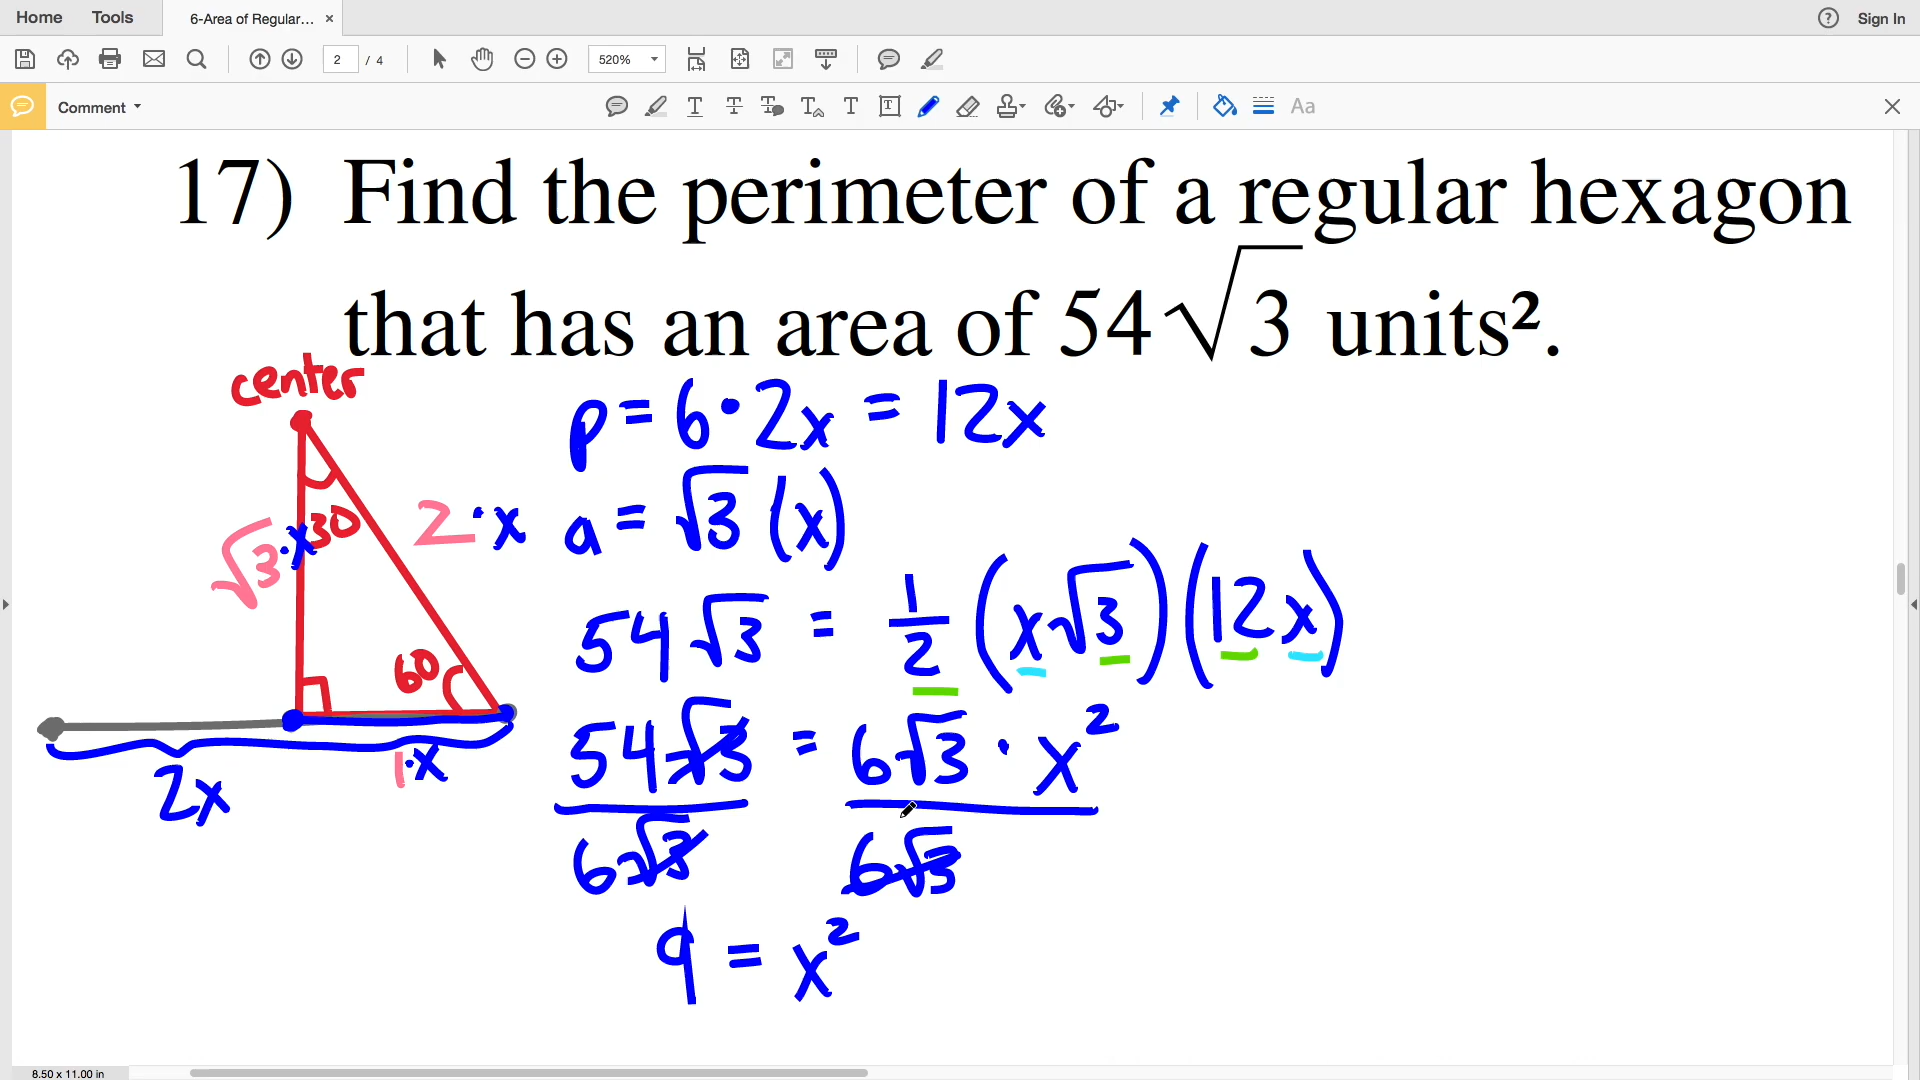 Home Tools 6-Area of Regular... × Sign In
2 / 4 520%
Comment Aa
17) Find the perimeter of a regular hexagon
that has an area of 54√3 units².
center
p = 6·2x = 12x
30 2·x a = √3 (x)
√3·x
54√3 = 1/2 (x√3)(12x)
60
54√3 = 6√3 · x²
2x 1·x
6√3 6√3
9 = x²
8.50 x 11.00 in